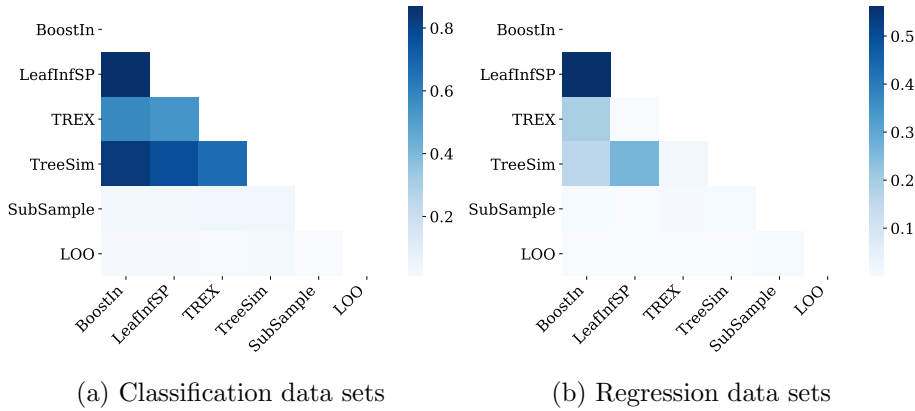 BoostIn
LeafInfSP
TREX
TreeSim
SubSample
LOO
BoostIn
LeafInfSP
TREX
TreeSim
SubSample
LOO
0.8
0.6
0.4
0.2
(a) Classification data sets
BoostIn
LeafInfSP
TREX
TreeSim
SubSample
LOO
BoostIn
LeafInfSP
TREX
TreeSim
SubSample
LOO
0.5
0.4
0.3
0.2
0.1
(b) Regression data sets